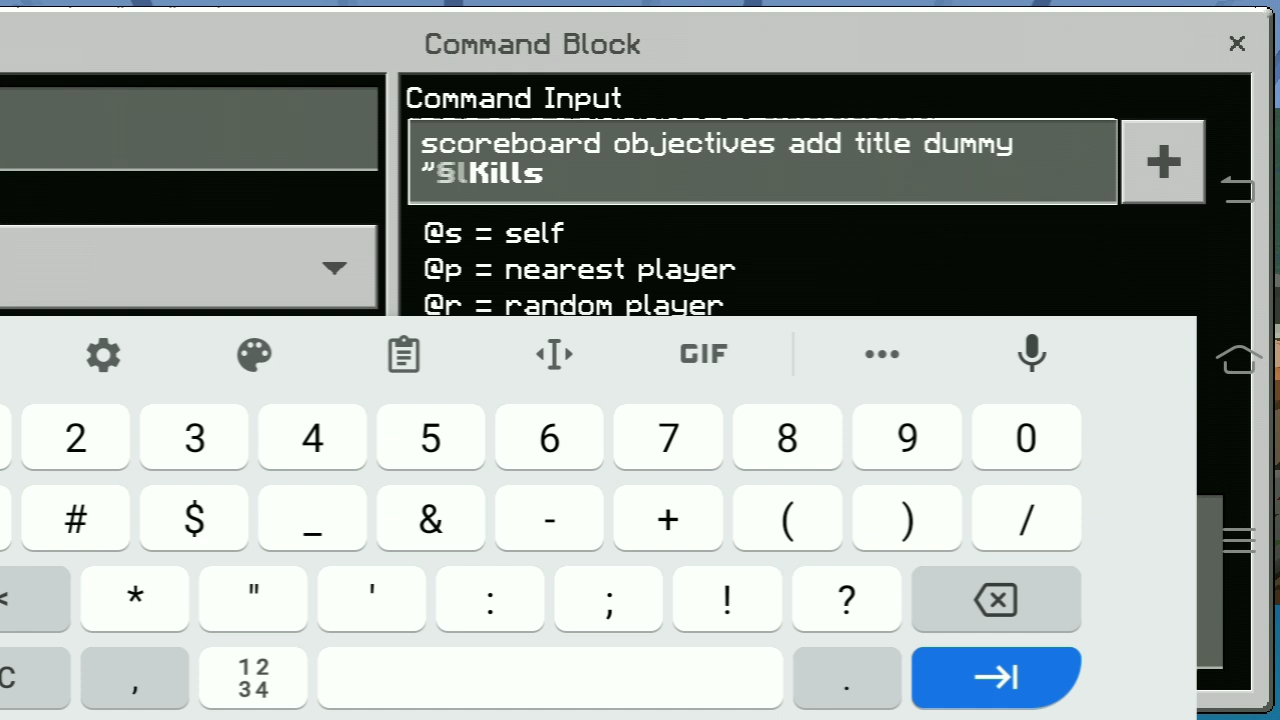 Command Block
Command Input
scoreboard objectives add title dummy
"§lKills
@s = self
@p = nearest player
@r = random player
GIF
2 3 4 5 6 7 8 9 0
# $ _ & - + ( ) /
< * " ' : ; ! ?
C , 12 34 .